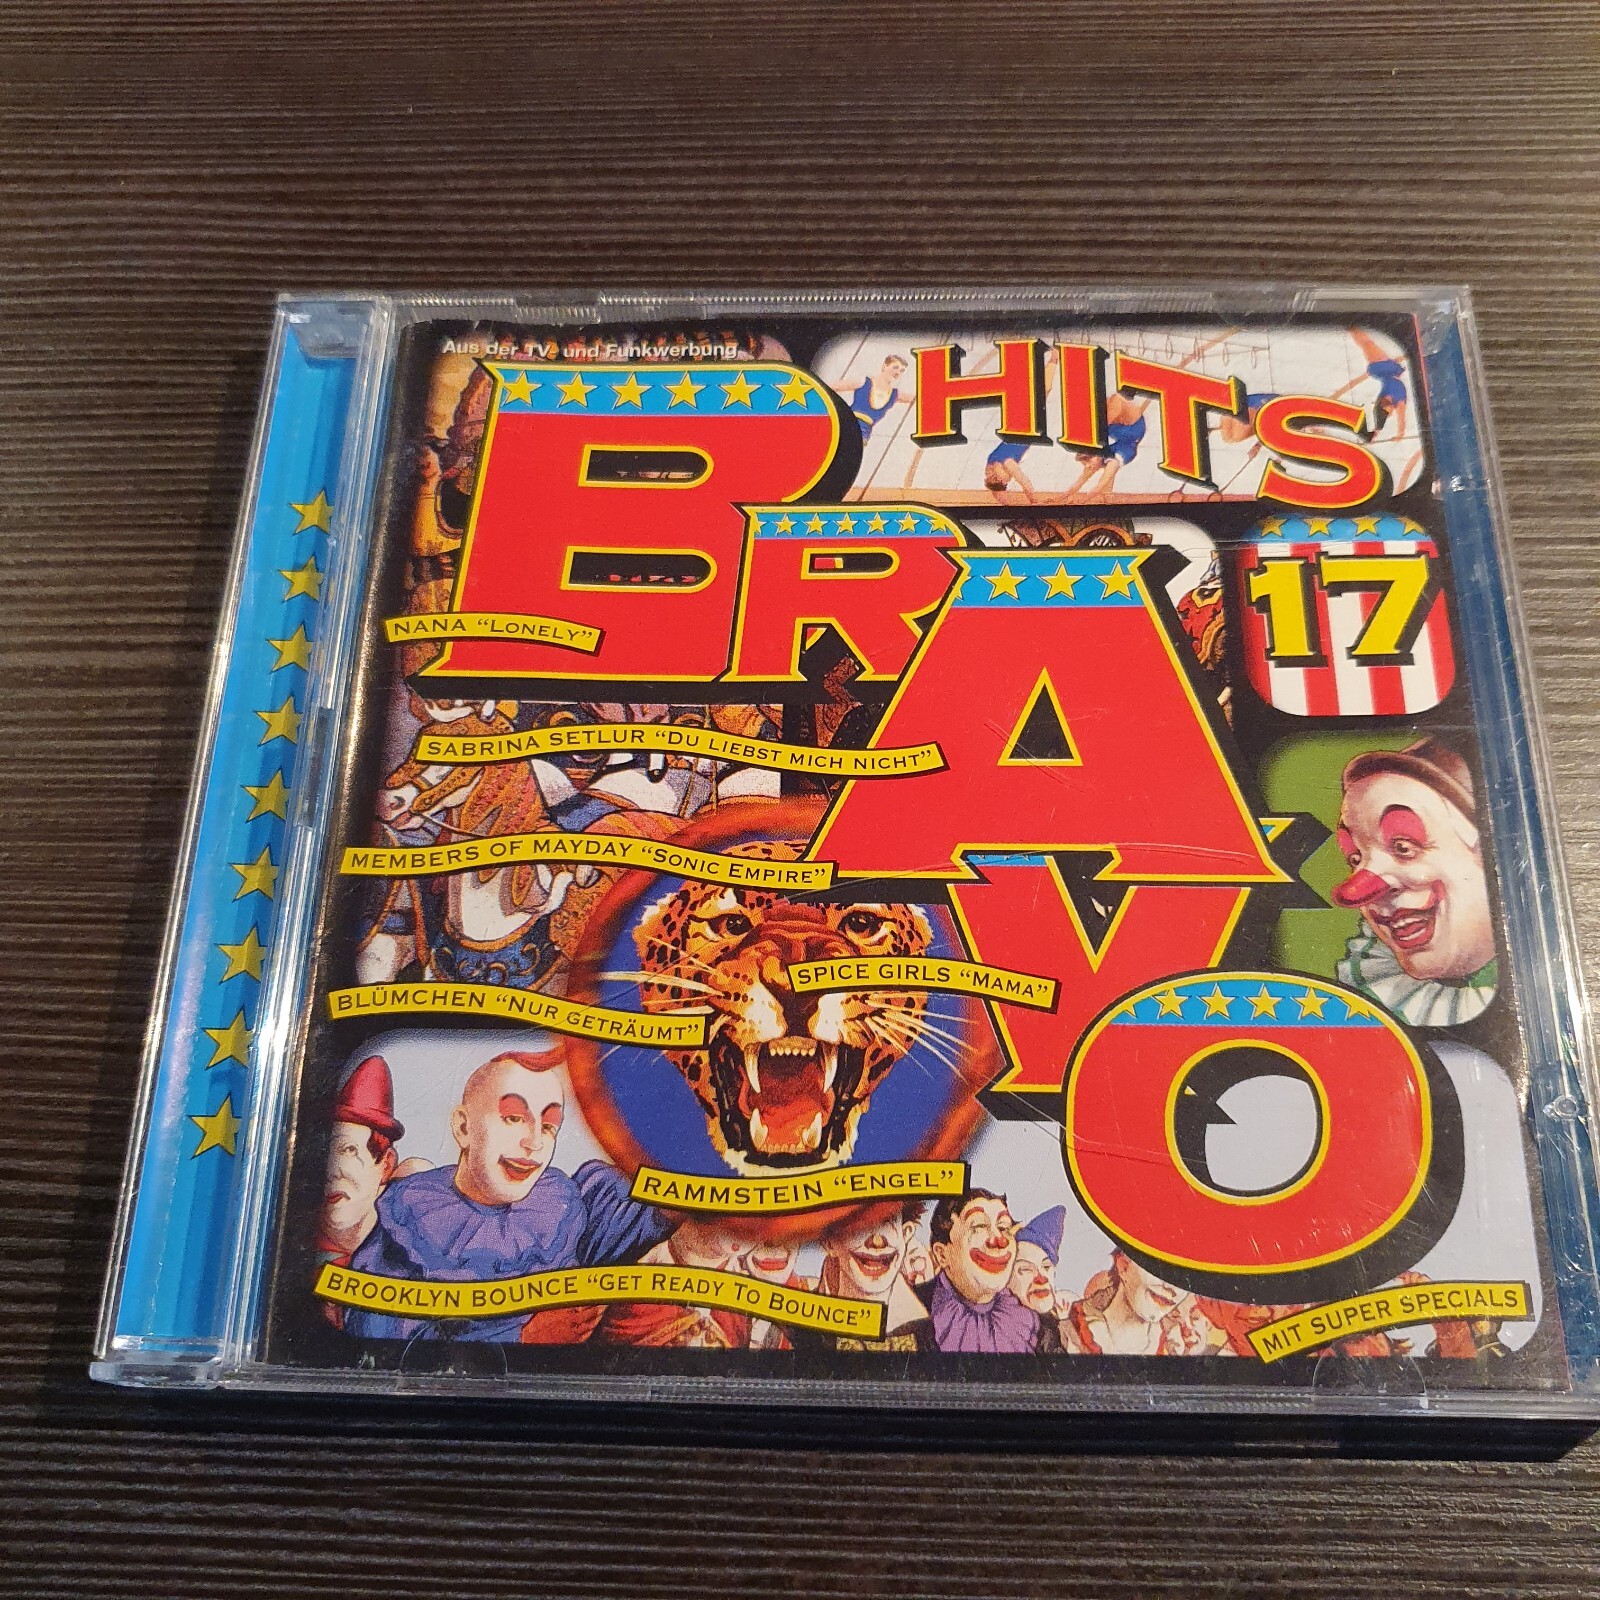 Aus der TV- und Funkwerbung
BRAVO
HITS
17
NANA “LONELY”
SABRINA SETLUR “DU LIEBST MICH NICHT”
MEMBERS OF MAYDAY “SONIC EMPIRE”
SPICE GIRLS “MAMA”
BLÜMCHEN “NUR GETRÄUMT”
RAMMSTEIN “ENGEL”
BROOKLYN BOUNCE “GET READY TO BOUNCE”
MIT SUPER SPECIALS